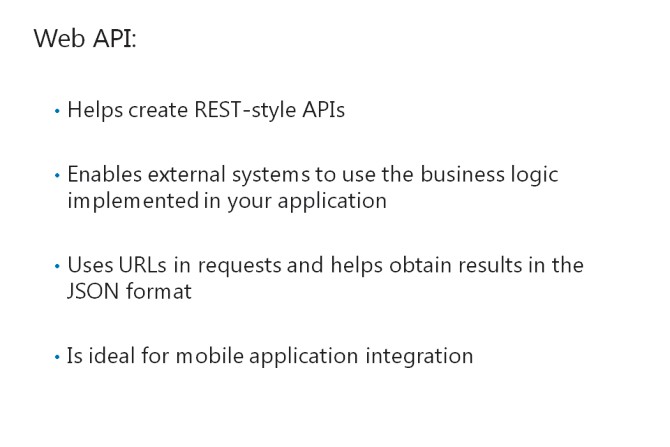 Web API:
• Helps create REST-style APIs
• Enables external systems to use the business logic
implemented in your application
• Uses URLs in requests and helps obtain results in the
JSON format
• Is ideal for mobile application integration